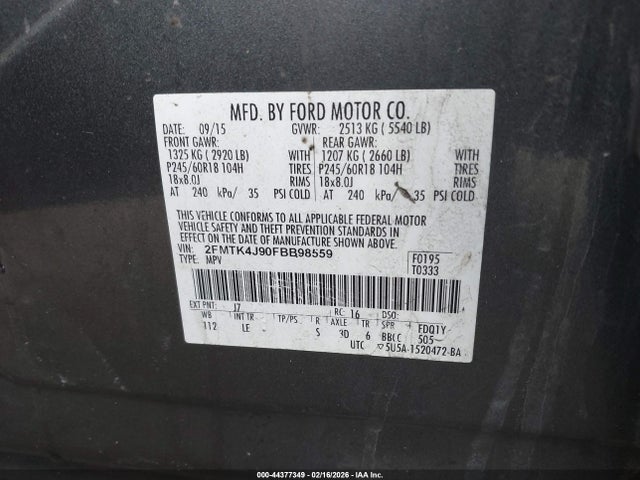 MFD. BY FORD MOTOR CO.
DATE: 09/15 GVWR: 2513 KG ( 5540 LB)
FRONT GAWR: REAR GAWR:
1325 KG ( 2920 LB) WITH 1207 KG ( 2660 LB) WITH
P245/60R18 104H TIRES P245/60R18 104H TIRES
18x8.0J RIMS 18x8.0J RIMS
AT 240 kPa/ 35 PSI COLD AT 240 kPa/ 35 PSI COLD
THIS VEHICLE CONFORMS TO ALL APPLICABLE FEDERAL MOTOR
VEHICLE SAFETY AND THEFT PREVENTION STANDARDS IN
EFFECT ON THE DATE OF MANUFACTURE SHOWN ABOVE.
VIN: 2FMTK4J90FBB98559 F0195
TYPE: MPV T0333
EXT PNT: J7 RC: 16 DSO:
WB INT TR TP/PS R AXLE TR SPR FDQ1Y
112 LE - S 3D 6 BBCC 505
UTC ▽5U5A-1520472-BA
000-44377349 - 02/16/2026 - IAA Inc.